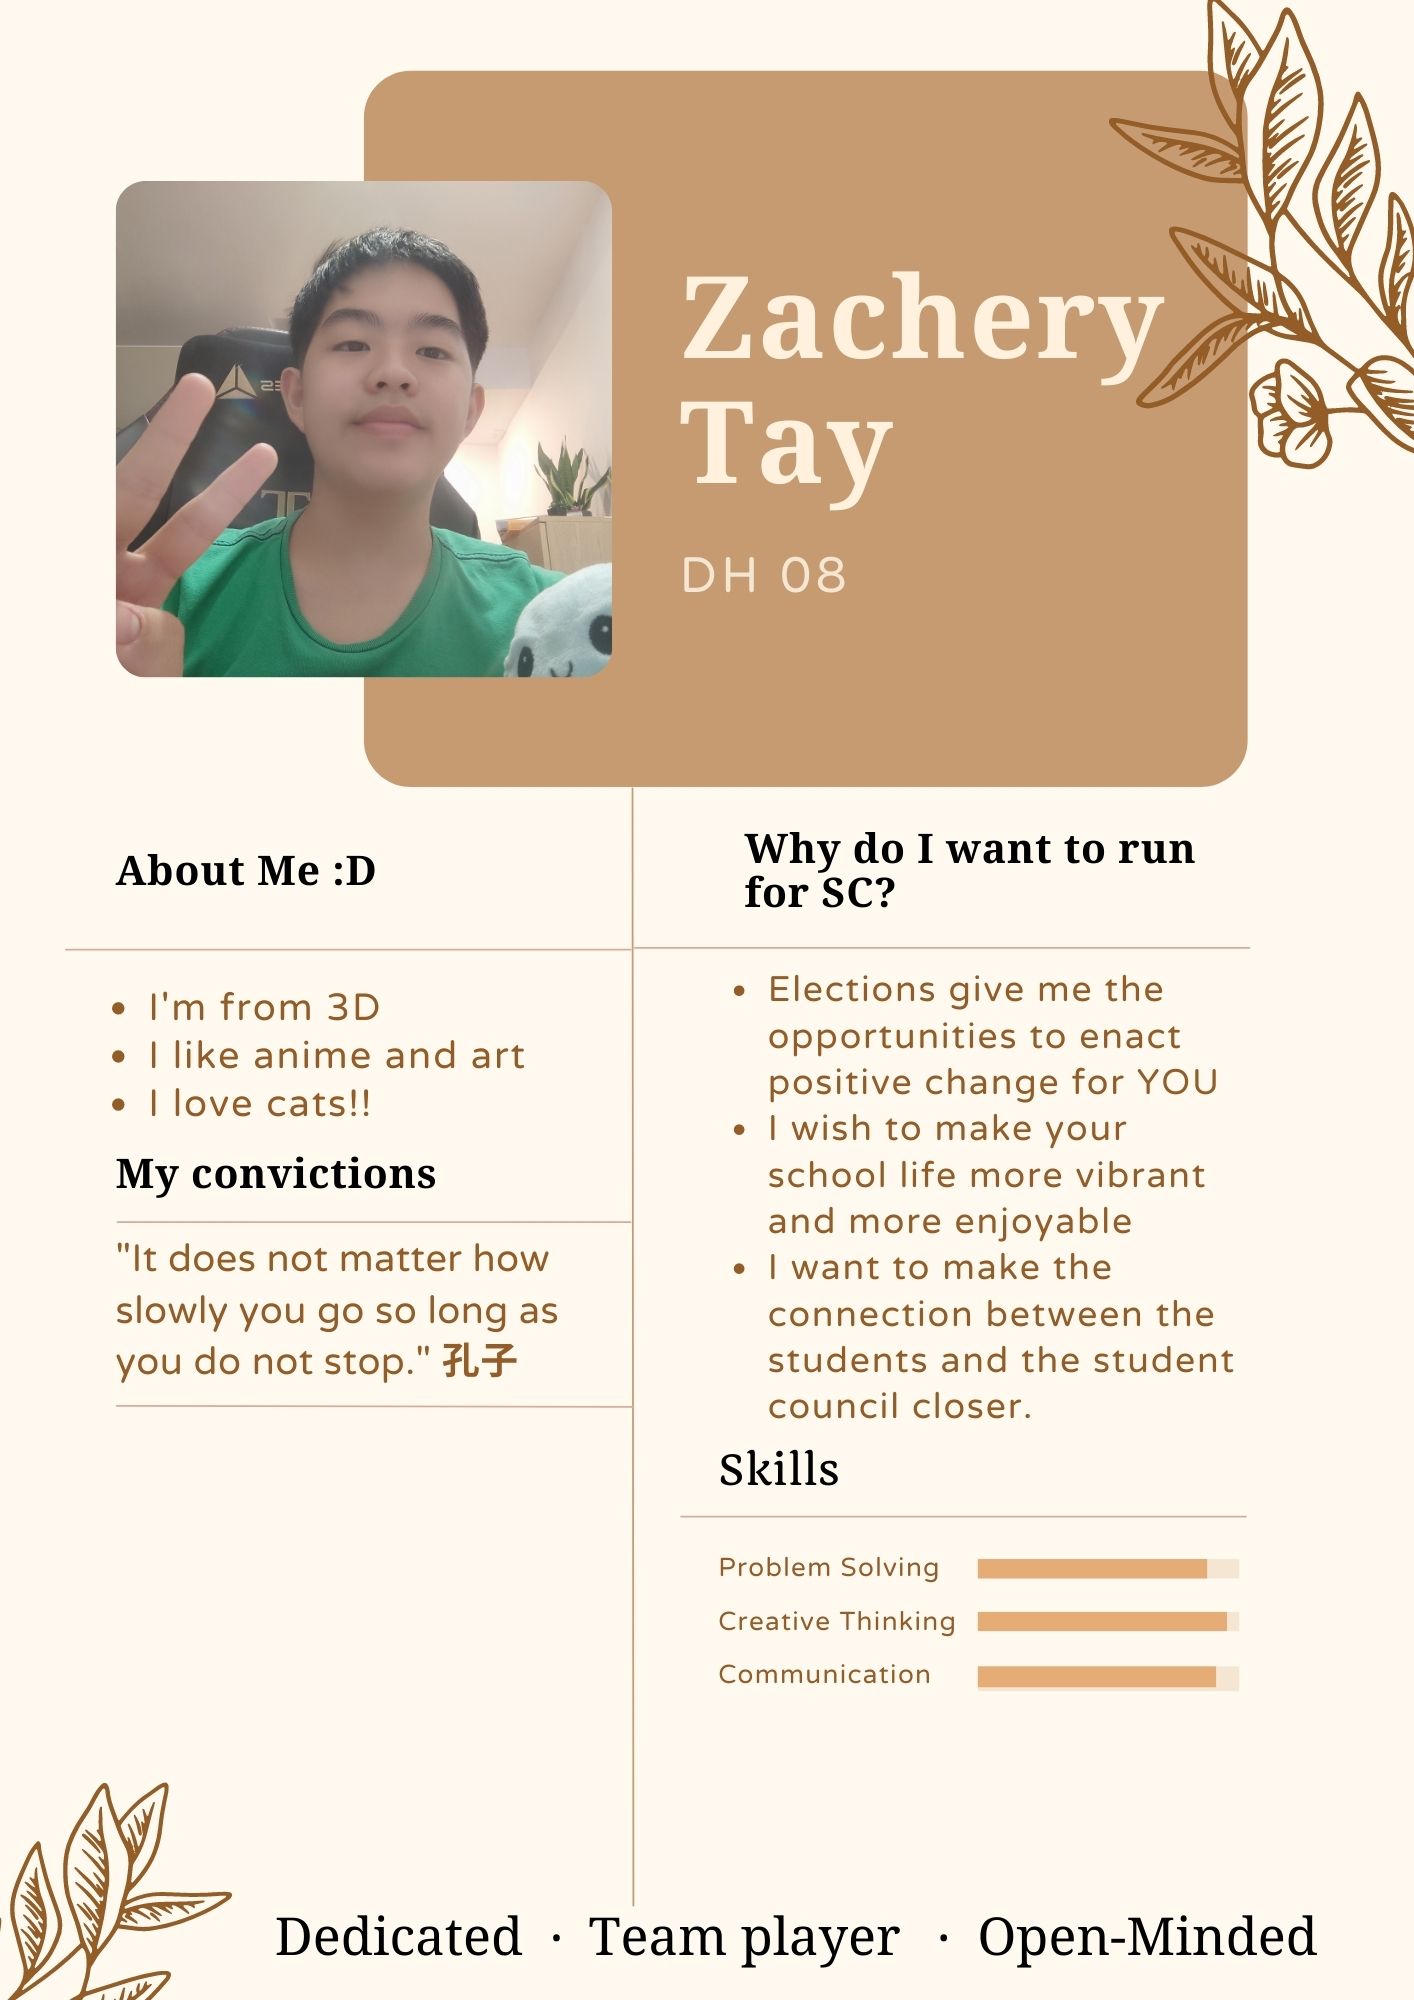 Zachery
Tay
DH 08
About Me :D
I'm from 3D
I like anime and art
I love cats!!
My convictions
"It does not matter how
slowly you go so long as
you do not stop." 孔子
Why do I want to run
for SC?
Elections give me the
opportunities to enact
positive change for YOU
I wish to make your
school life more vibrant
and more enjoyable
I want to make the
connection between the
students and the student
council closer.
Skills
Problem Solving
Creative Thinking
Communication
Dedicated · Team player · Open-Minded